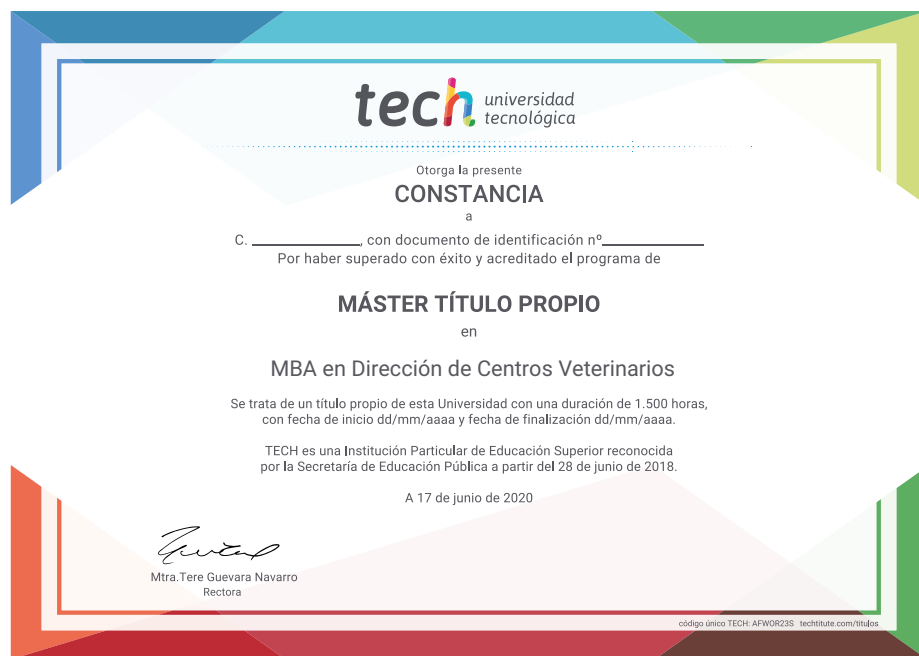 tech universidad
tecnológica
Otorga la presente
CONSTANCIA
a
C. ____________, con documento de identificación nº____________
Por haber superado con éxito y acreditado el programa de
MÁSTER TÍTULO PROPIO
en
MBA en Dirección de Centros Veterinarios
Se trata de un título propio de esta Universidad con una duración de 1.500 horas,
con fecha de inicio dd/mm/aaaa y fecha de finalización dd/mm/aaaa.
TECH es una Institución Particular de Educación Superior reconocida
por la Secretaría de Educación Pública a partir del 28 de junio de 2018.
A 17 de junio de 2020
Mtra.Tere Guevara Navarro
Rectora
código único TECH: AFWOR23S techtitute.com/titulos